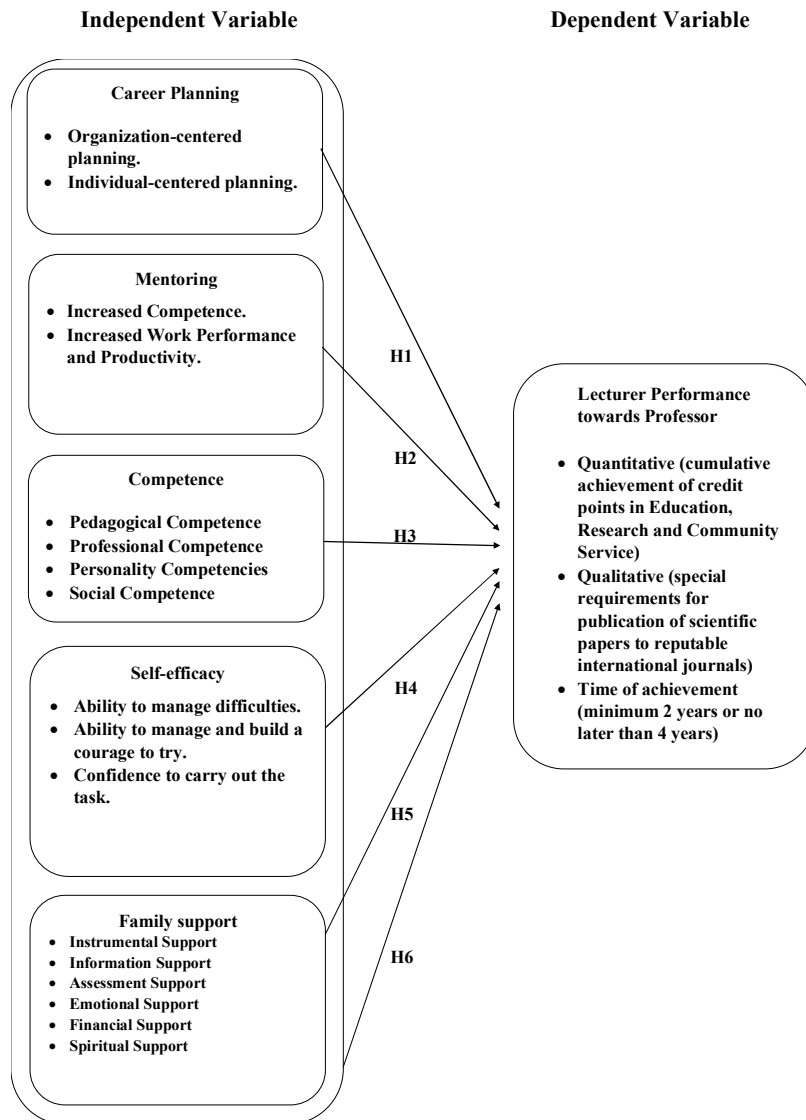 Independent Variable
Dependent Variable
Career Planning
• Organization-centered
planning.
• Individual-centered planning.
Mentoring
• Increased Competence.
• Increased Work Performance
and Productivity.
Competence
• Pedagogical Competence
• Professional Competence
• Personality Competencies
• Social Competence
Self-efficacy
• Ability to manage difficulties.
• Ability to manage and build a
courage to try.
• Confidence to carry out the
task.
Family support
• Instrumental Support
• Information Support
• Assessment Support
• Emotional Support
• Financial Support
• Spiritual Support
H1
H2
H3
H4
H5
H6
Lecturer Performance
towards Professor
• Quantitative (cumulative
achievement of credit
points in Education,
Research and Community
Service)
• Qualitative (special
requirements for
publication of scientific
papers to reputable
international journals)
• Time of achievement
(minimum 2 years or no
later than 4 years)